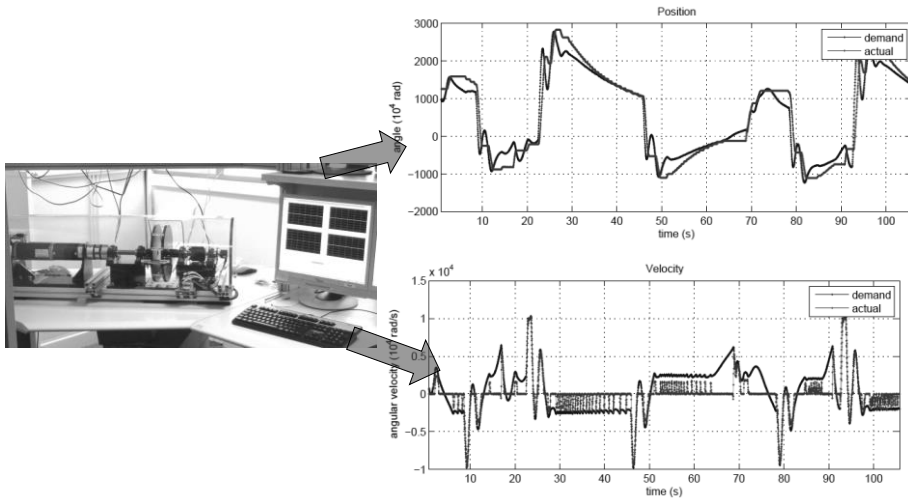 Position
3000
2000
1000
0
−1000
−2000
angle (10⁴ rad)
demand
actual
10 20 30 40 50 60 70 80 90 100
time (s)
Velocity
1.5 x 10⁴
1
0.5
0
−0.5
−1
angular velocity (10⁴ rad/s)
demand
actual
10 20 30 40 50 60 70 80 90 100
time (s)